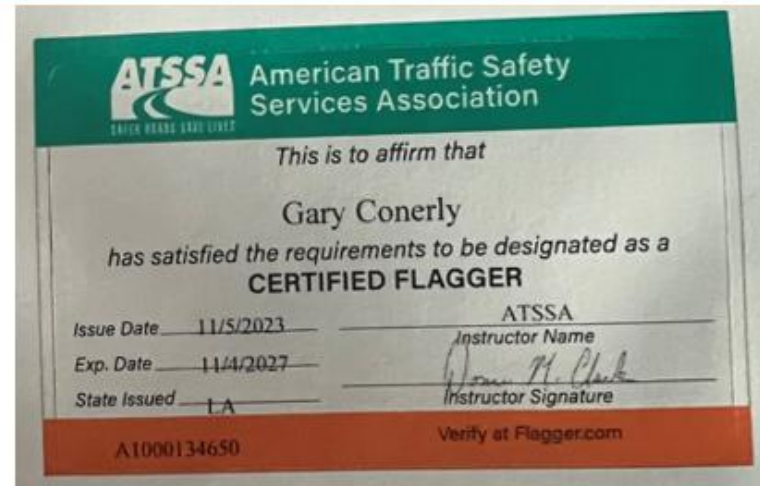 ATSSA
SAFER ROADS SAVE LIVES
American Traffic Safety
Services Association
This is to affirm that
Gary Conerly
has satisfied the requirements to be designated as a
CERTIFIED FLAGGER
Issue Date 11/5/2023
ATSSA
Instructor Name
Exp. Date 11/4/2027
Donna M. Clark
Instructor Signature
State Issued LA
A1000134650
Verify at Flagger.com